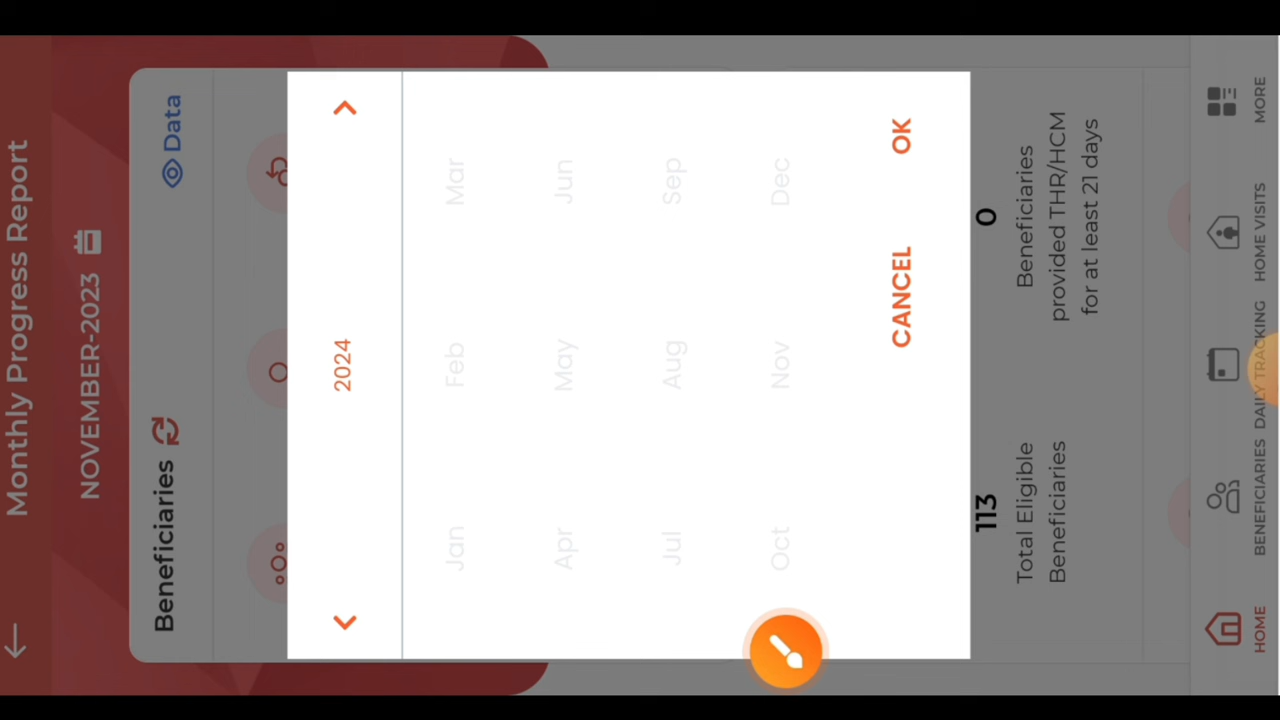 Monthly Progress Report
NOVEMBER-2023
Beneficiaries
Data
2024
Jan Feb Mar
Apr May Jun
Jul Aug Sep
Oct Nov Dec
CANCEL OK
113 0
Total Eligible
Beneficiaries
Beneficiaries
provided THR/HCM
for at least 21 days
HOME
BENEFICIARIES
DAILY TRACKING
HOME VISITS
MORE